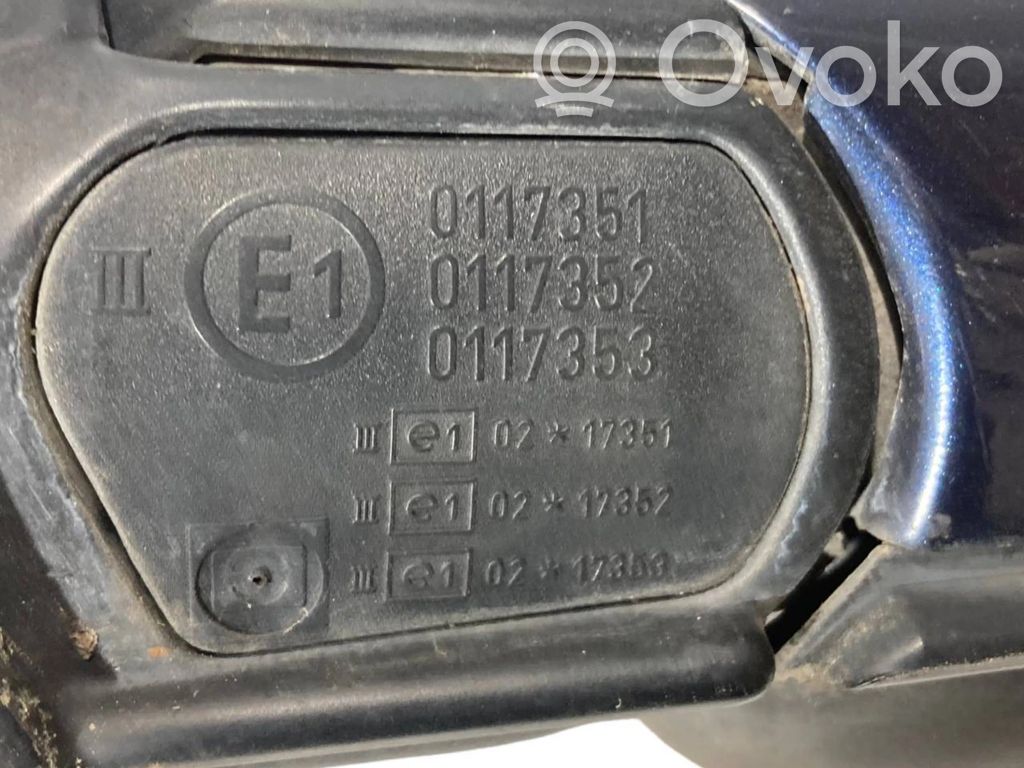 Ovoko
III E1 0117351
0117352
0117353
III e1 02 * 17351
III e1 02 * 17352
III e1 02 * 17353